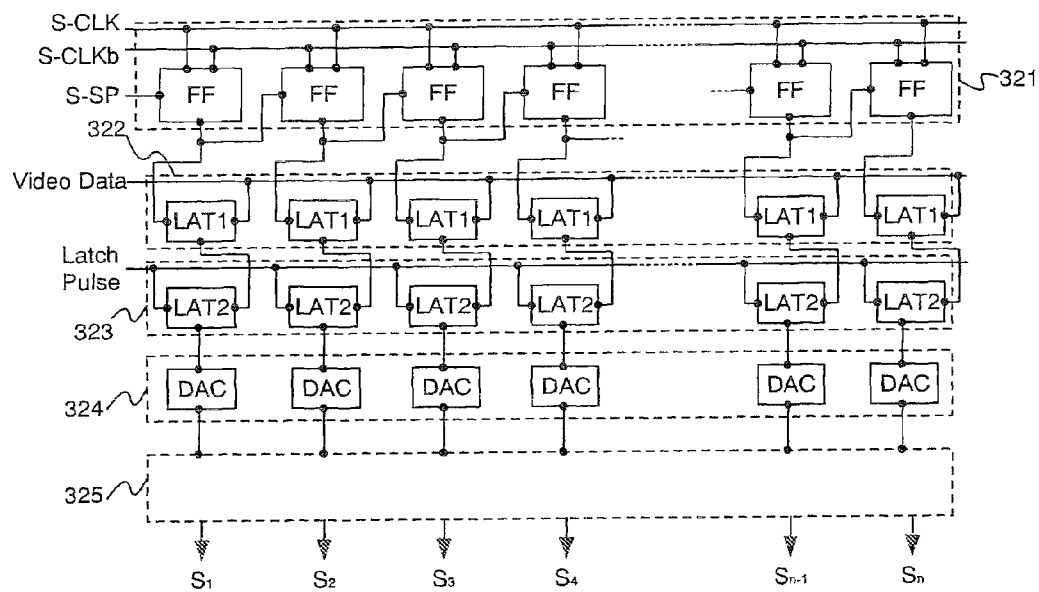 S-CLK
S-CLKb
S-SP FF FF FF FF FF FF 321
322
Video Data
LAT1 LAT1 LAT1 LAT1 LAT1 LAT1
Latch
Pulse
LAT2 LAT2 LAT2 LAT2 LAT2 LAT2
323
DAC DAC DAC DAC DAC DAC
324
325
S1 S2 S3 S4 Sn-1 Sn